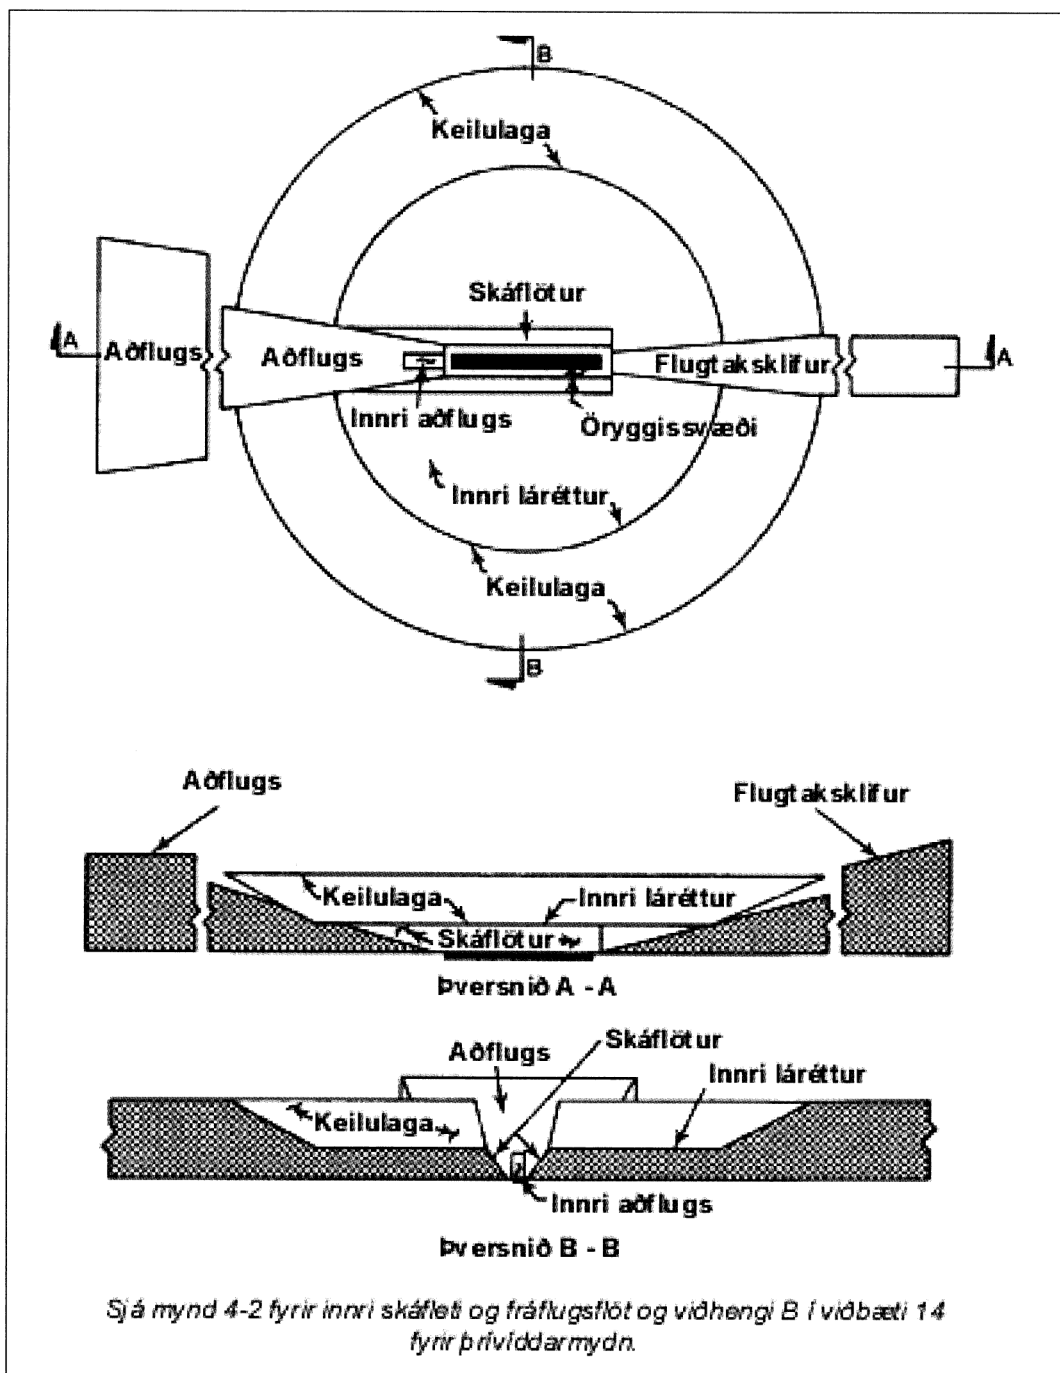 B
Keilulaga
Skáflötur
A
Aðflugs
Aðflugs
Flugtaksklifur
A
Innri aðflugs
Öryggissvæði
Innri láréttur
Keilulaga
B
Aðflugs
Flugtaksklifur
Keilulaga
Innri láréttur
Skáflötur
Þversnið A - A
Skáflötur
Aðflugs
Innri láréttur
Keilulaga
Innri aðflugs
Þversnið B - B
Sjá mynd 4-2 fyrir innri skáfleti og fráflugsflöt og viðhengi B í viðbæti 14
fyrir þrívíddarmydn.